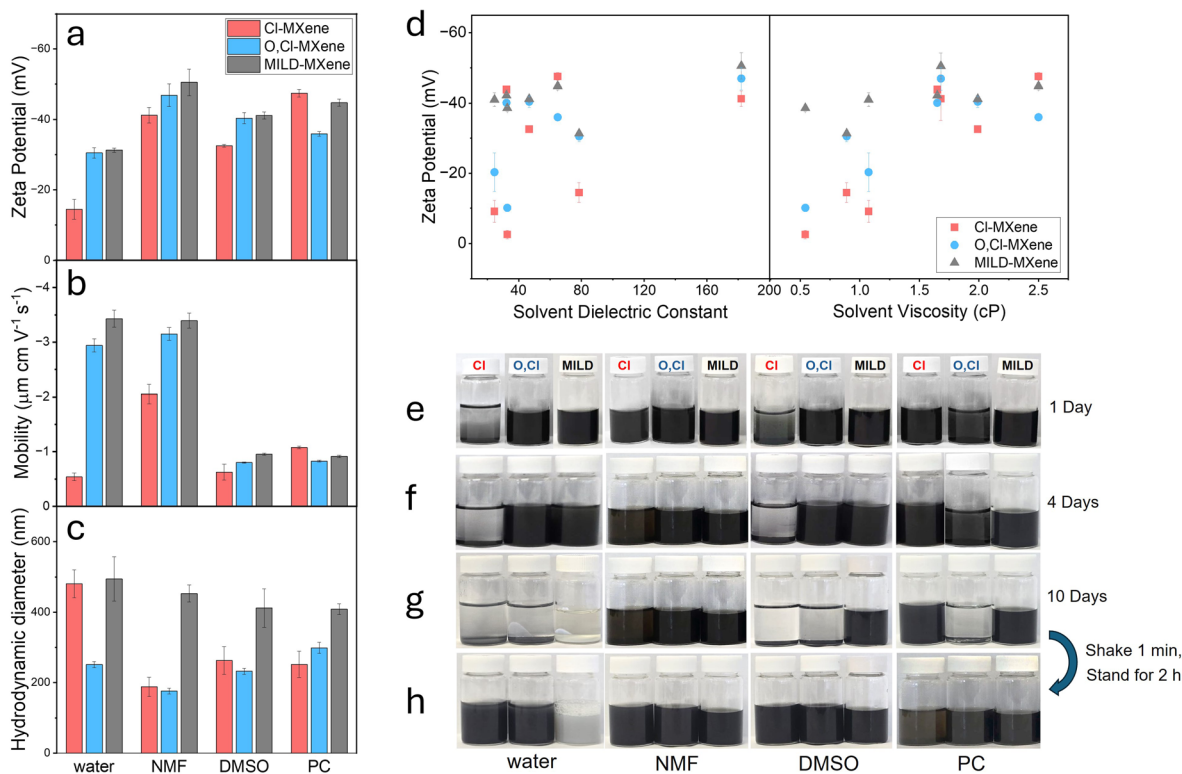 a
Cl-MXene
O,Cl-MXene
MILD-MXene
Zeta Potential (mV)
−60
−40
−20
0
b
Mobility (μm cm V⁻¹ s⁻¹)
−4
−3
−2
−1
0
c
Hydrodynamic diameter (nm)
600
400
200
0
water NMF DMSO PC
d
Zeta Potential (mV)
−60
−40
−20
0
Cl-MXene
O,Cl-MXene
MILD-MXene
40 80 120 160 200 0.5 1.0 1.5 2.0 2.5
Solvent Dielectric Constant Solvent Viscosity (cP)
Cl O,Cl MILD Cl O,Cl MILD Cl O,Cl MILD Cl O,Cl MILD
e 1 Day
f 4 Days
g 10 Days
Shake 1 min,
Stand for 2 h
h
water NMF DMSO PC